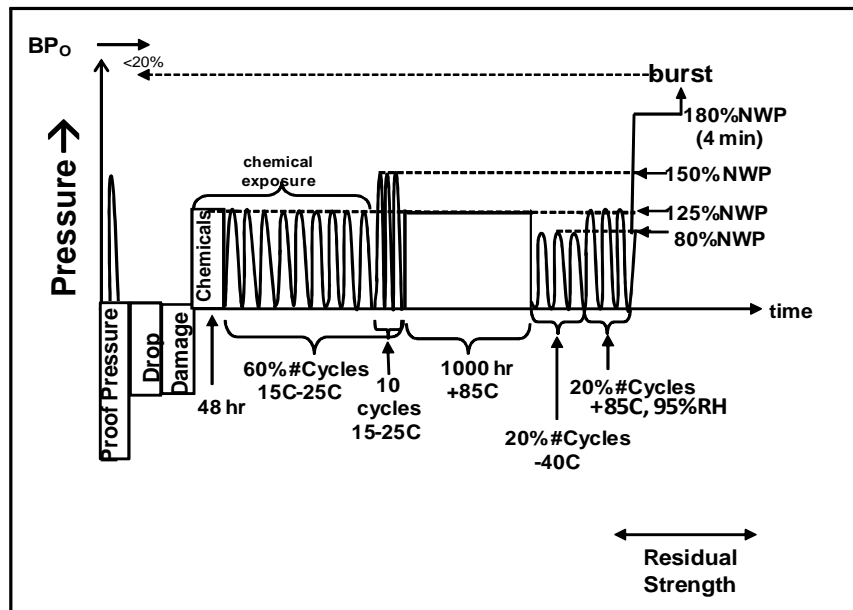 BPO
<20%
burst
Pressure →
180%NWP
(4 min)
chemical
exposure
150%NWP
125%NWP
80%NWP
Chemicals
time
Proof Pressure
Drop
Damage
48 hr
60%#Cycles
15C-25C
10
cycles
15-25C
1000 hr
+85C
20%#Cycles
-40C
20%#Cycles
+85C, 95%RH
Residual
Strength